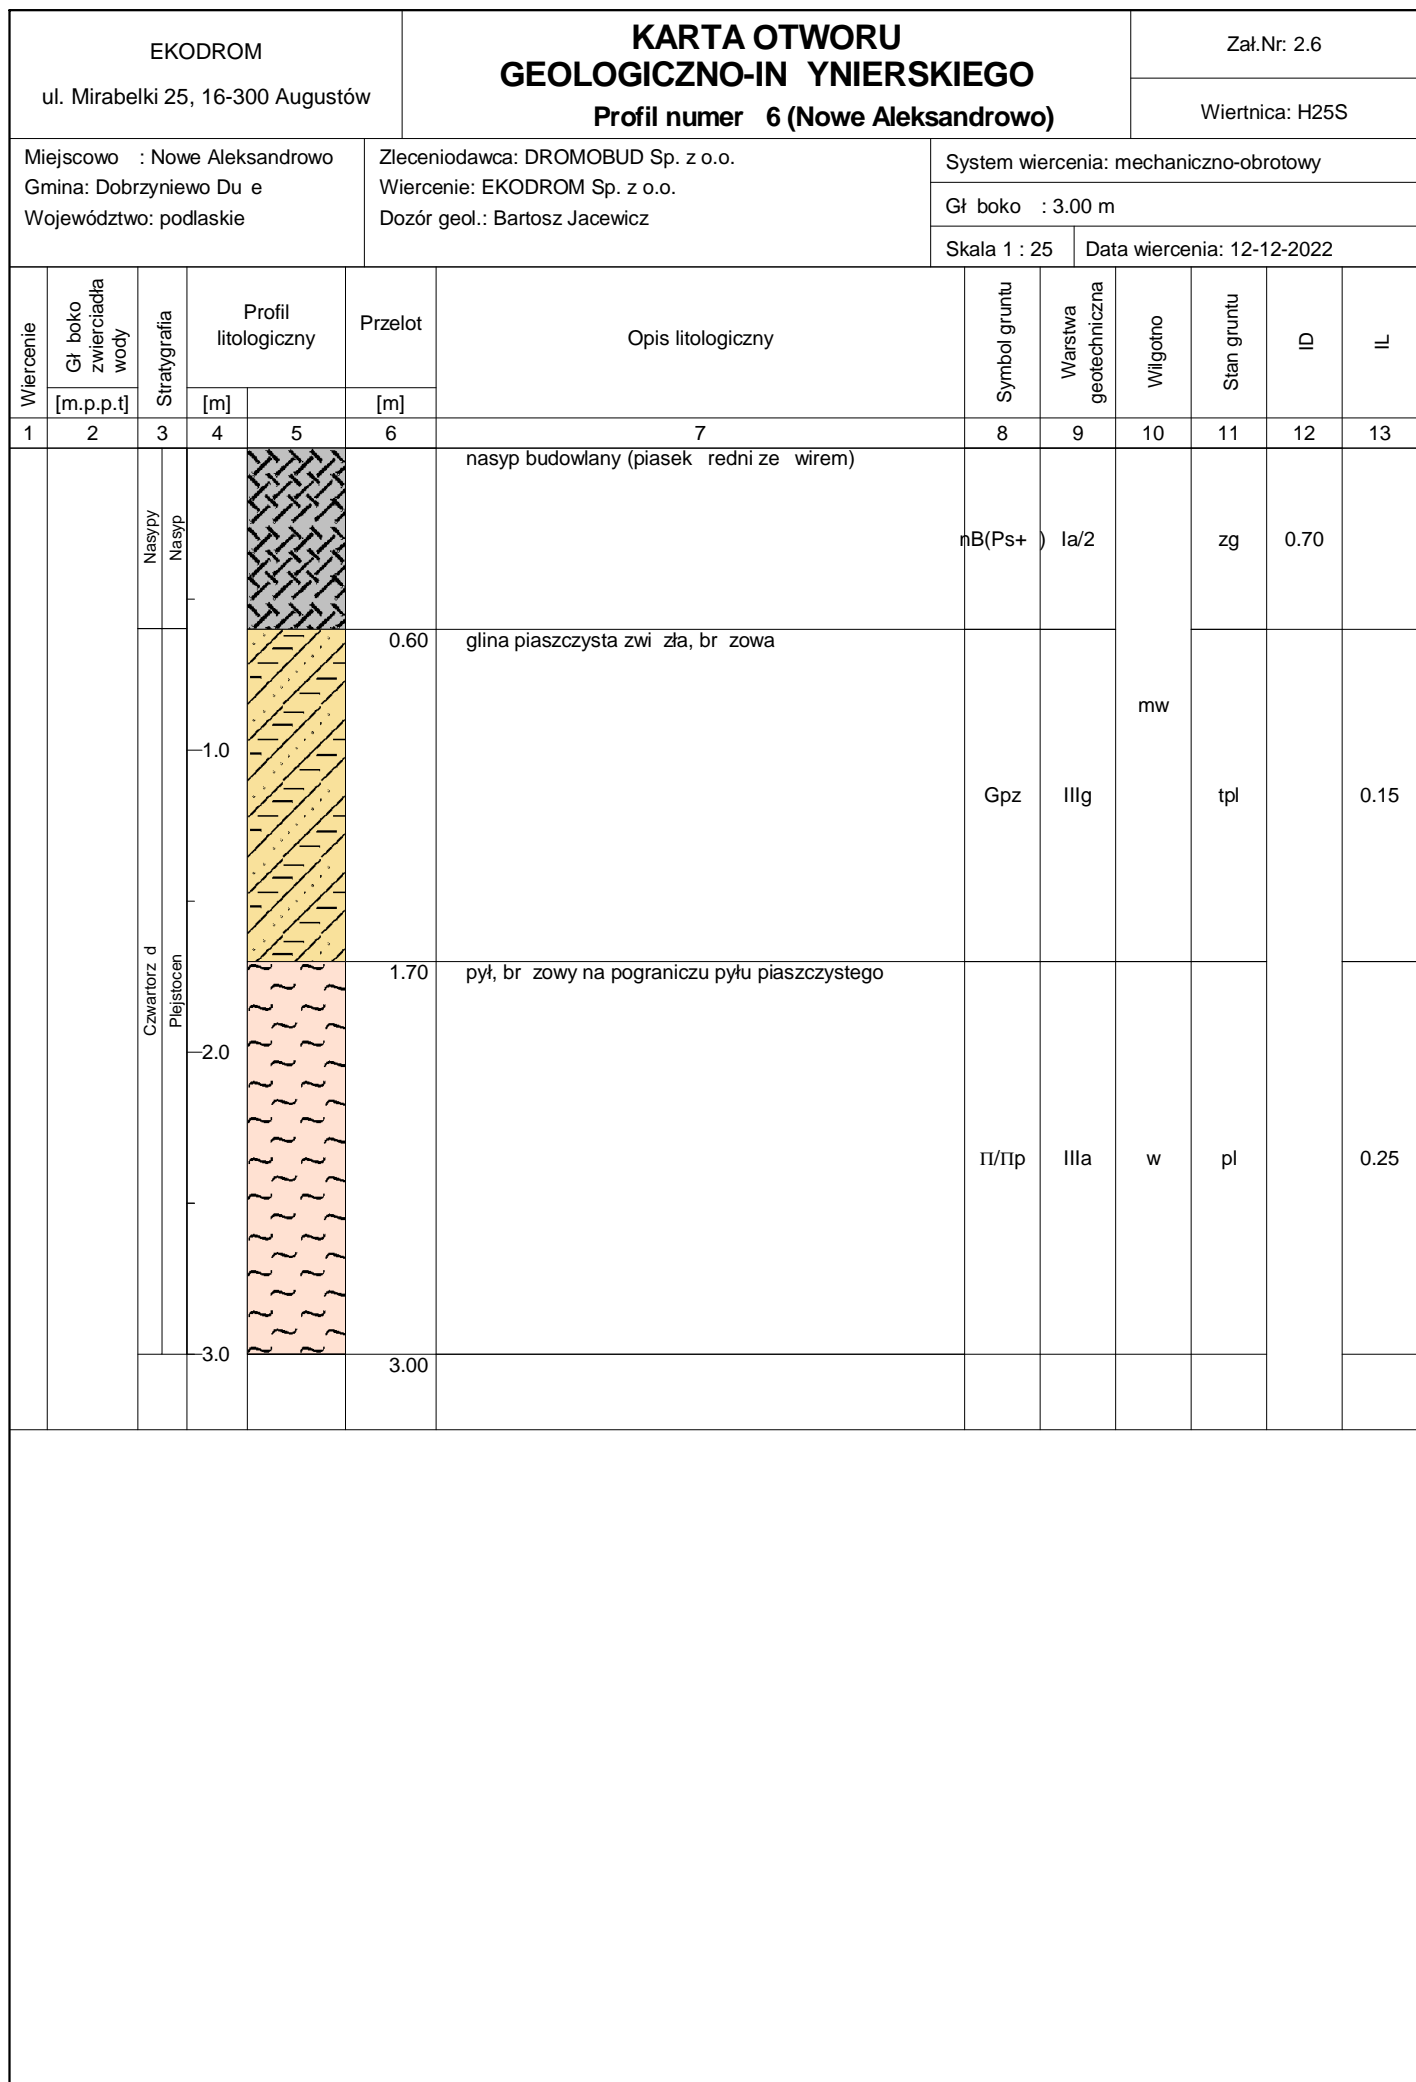 EKODROM
ul. Mirabelki 25, 16-300 Augustów
KARTA OTWORU
GEOLOGICZNO-IN YNIERSKIEGO
Profil numer 6 (Nowe Aleksandrowo)
Zał.Nr: 2.6
Wiertnica: H25S
Miejscowo : Nowe Aleksandrowo
Gmina: Dobrzyniewo Du e
Województwo: podlaskie
Zleceniodawca: DROMOBUD Sp. z o.o.
Wiercenie: EKODROM Sp. z o.o.
Dozór geol.: Bartosz Jacewicz
System wiercenia: mechaniczno-obrotowy
Gł boko : 3.00 m
Skala 1 : 25
Data wiercenia: 12-12-2022
Wiercenie
Gł boko
zwierciadła
wody
[m.p.p.t]
Stratygrafia
Profil
litologiczny
[m]
Przelot
[m]
Opis litologiczny
Symbol gruntu
Warstwa
geotechniczna
Wilgotno
Stan gruntu
ID
IL
1 2 3 4 5 6 7 8 9 10 11 12 13
Nasypy
Nasyp
nasyp budowlany (piasek redni ze wirem)
nB(Ps+ ) Ia/2 zg 0.70
0.60 glina piaszczysta zwi zła, br zowa
mw
1.0
Gpz IIIg tpl 0.15
Czwartorz d
Plejstocen
1.70 pył, br zowy na pograniczu pyłu piaszczystego
2.0
Π/Πp IIIa w pl 0.25
3.0
3.00